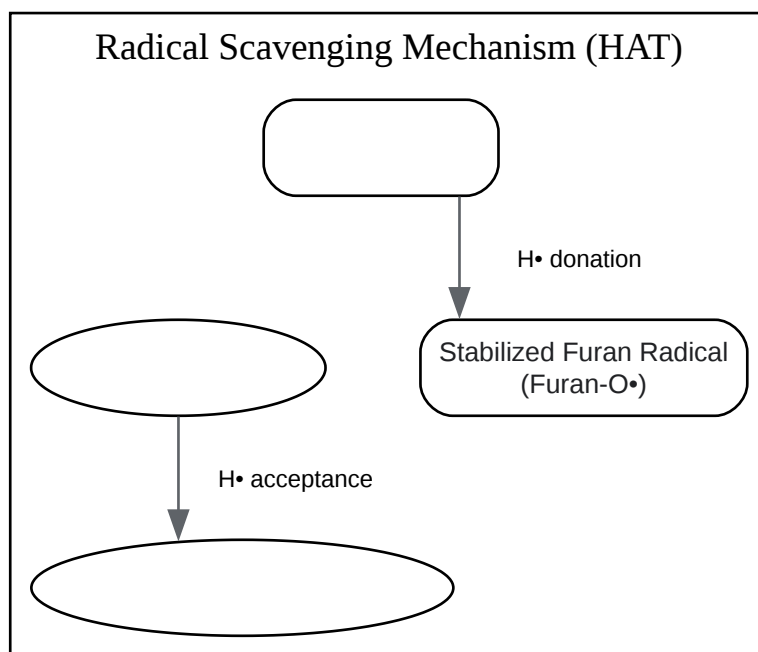 Radical Scavenging Mechanism (HAT)
H• donation
Stabilized Furan Radical
(Furan-O•)
H• acceptance